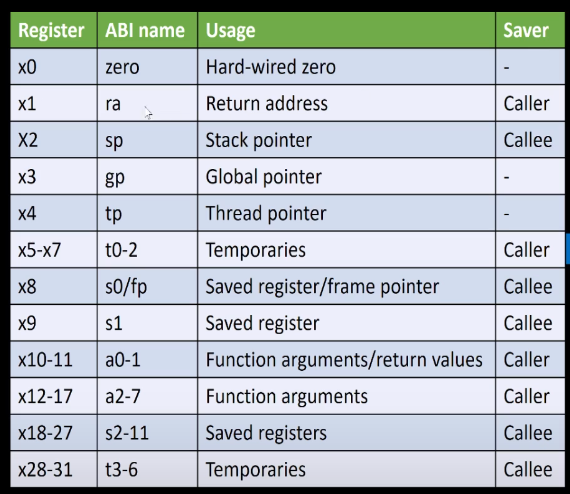 Register ABI name Usage Saver
x0 zero Hard-wired zero -
x1 ra Return address Caller
X2 sp Stack pointer Callee
x3 gp Global pointer -
x4 tp Thread pointer -
x5-x7 t0-2 Temporaries Caller
x8 s0/fp Saved register/frame pointer Callee
x9 s1 Saved register Callee
x10-11 a0-1 Function arguments/return values Caller
x12-17 a2-7 Function arguments Caller
x18-27 s2-11 Saved registers Callee
x28-31 t3-6 Temporaries Callee